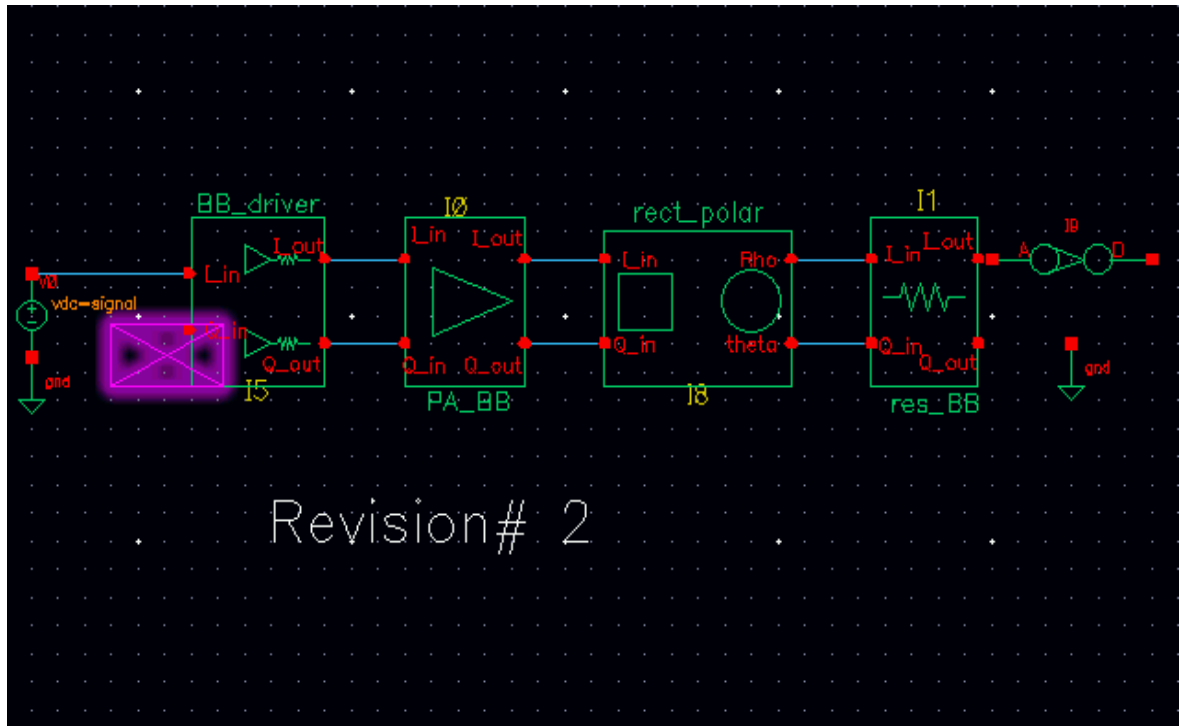 BB_driver
I0
rect_polar
I1
I_out
I_in
I_out
I_in
Rho
I_in
I_out
A
v0
I_in
vdc-signal
Q_out
Q_in
Q_out
Q_in
theta
Q_in
Q_out
gnd
gnd
I5
PA_BB
I8
res_BB
Revision# 2